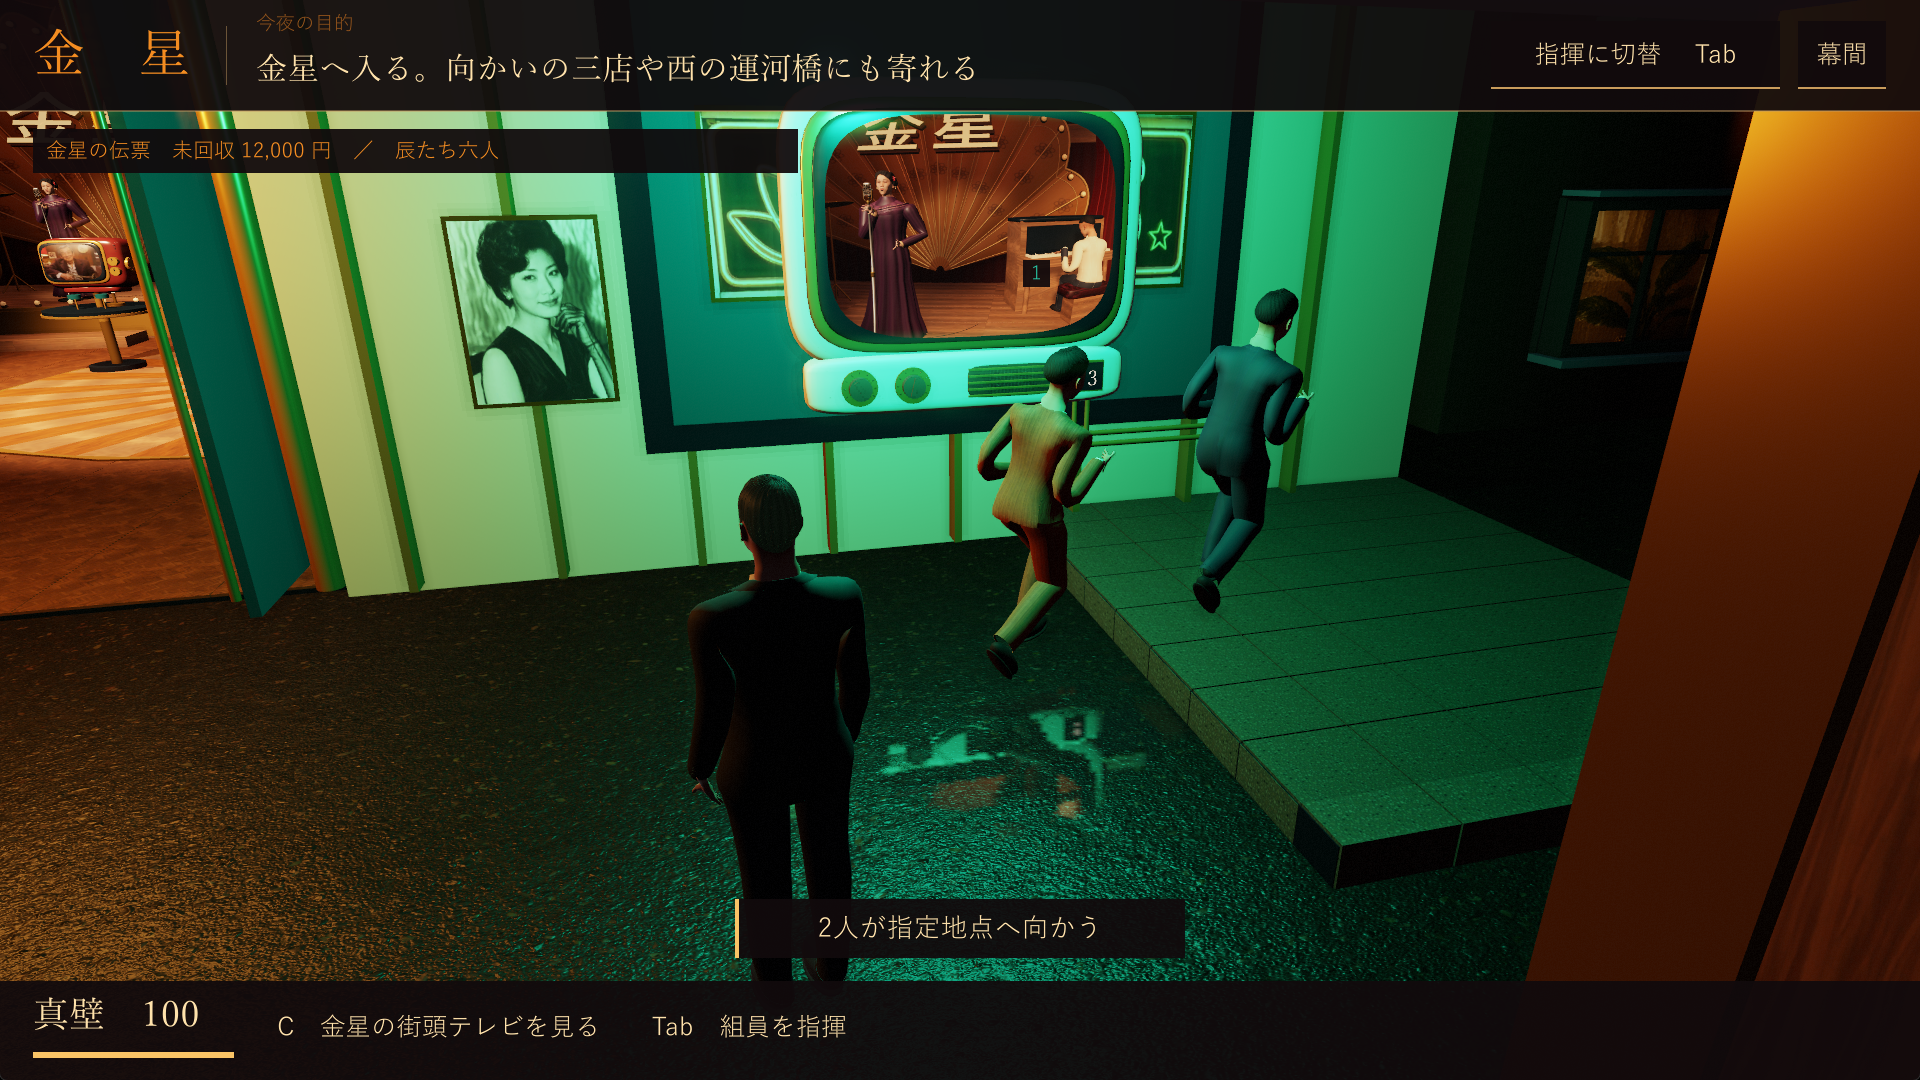 金 星
今夜の目的
金星へ入る。向かいの三店や西の運河橋にも寄れる
指揮に切替 Tab
幕間
金
金星の伝票 未回収 12,000 円 ／ 辰たち六人
金星
1
3
2人が指定地点へ向かう
真壁 100
C 金星の街頭テレビを見る Tab 組員を指揮